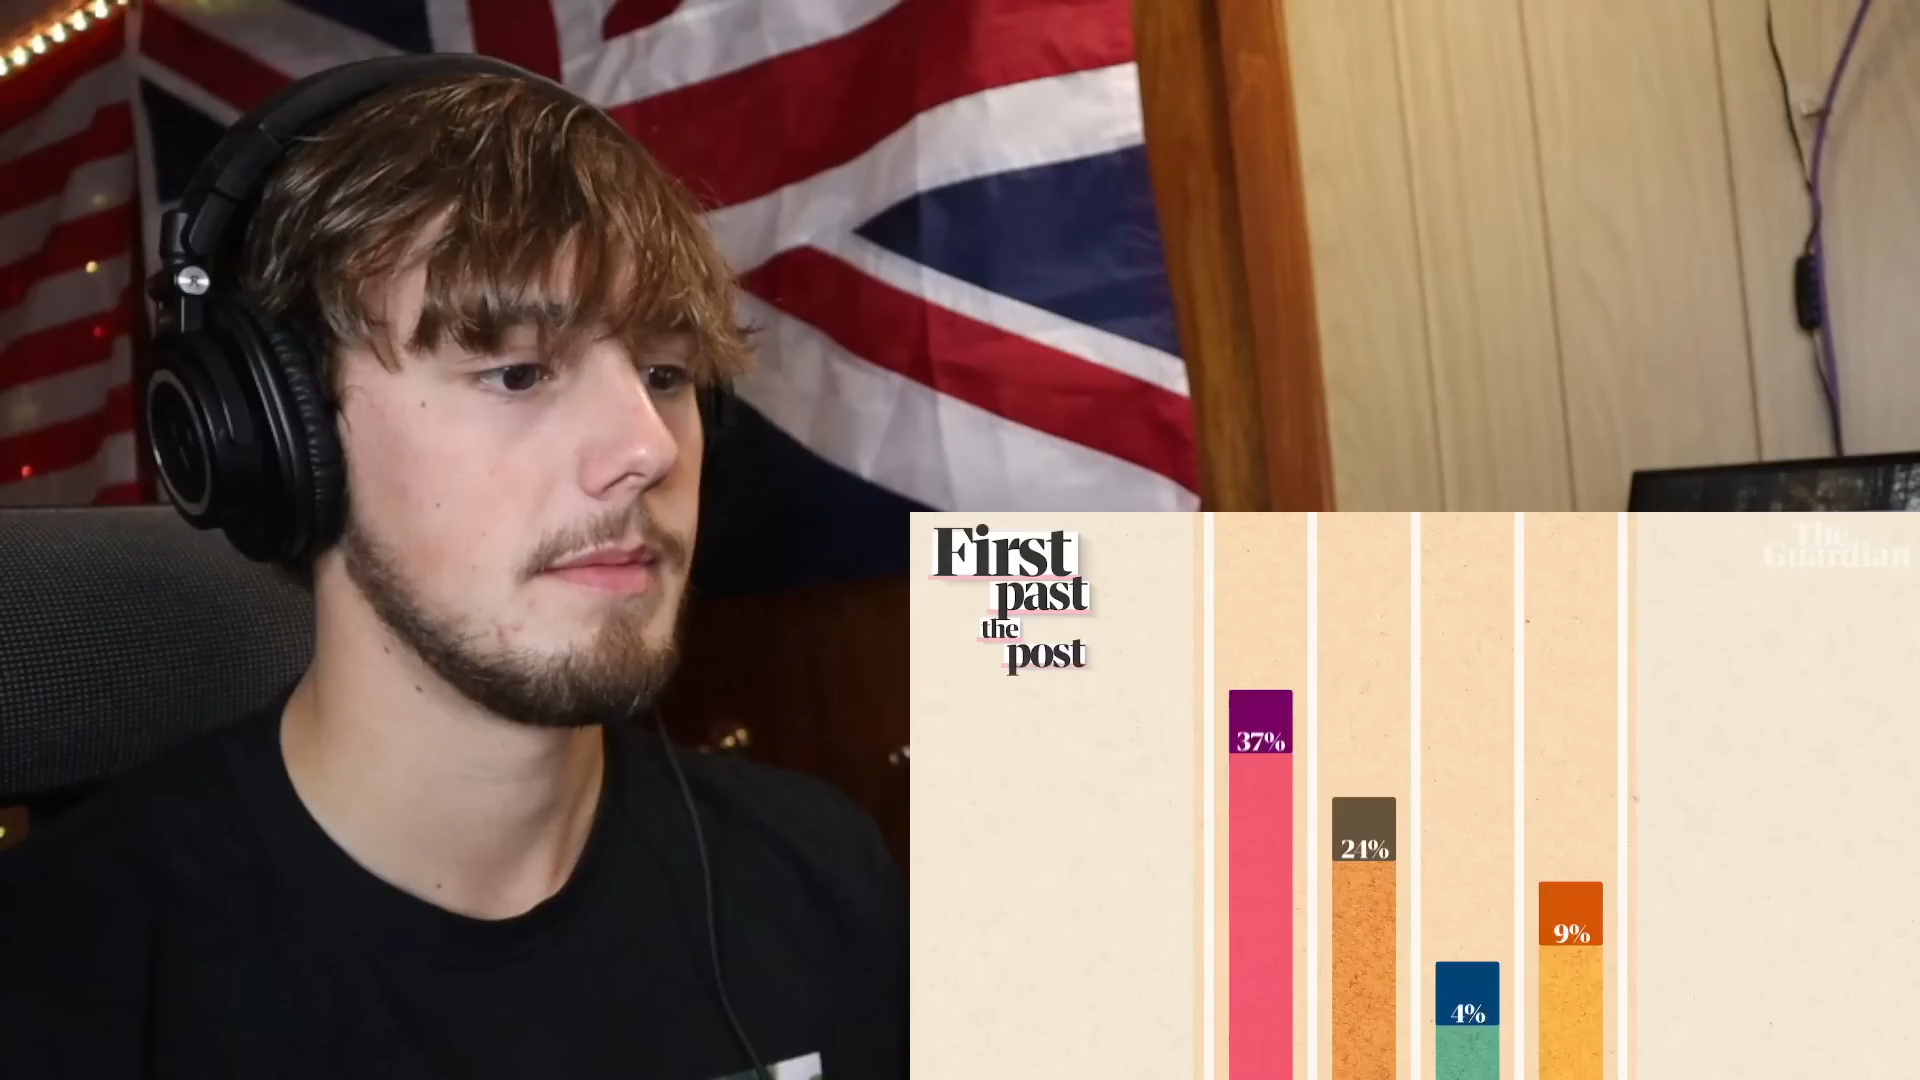 First
past
the
post
The
Guardian
37%
24%
9%
4%